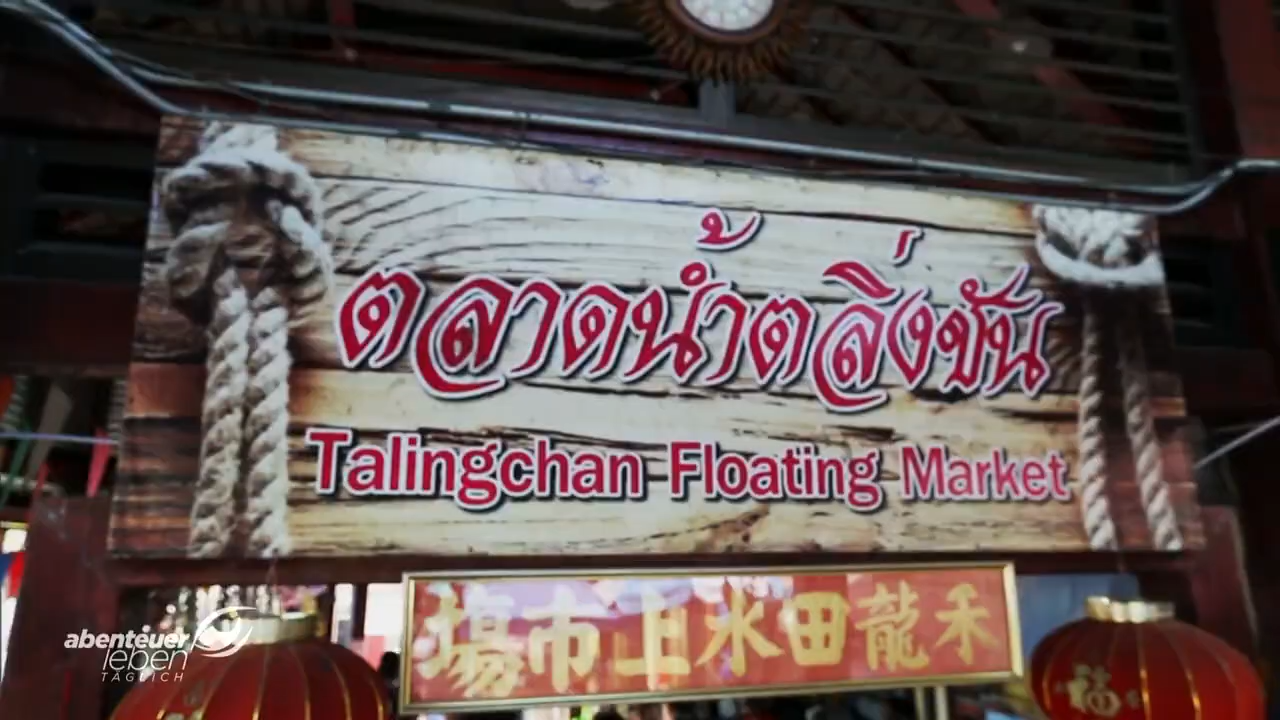 ตลาดน้ำตลิ่งชัน
Talingchan Floating Market
場市上水田龍禾
福
abenteuer
leben
TÄGLICH